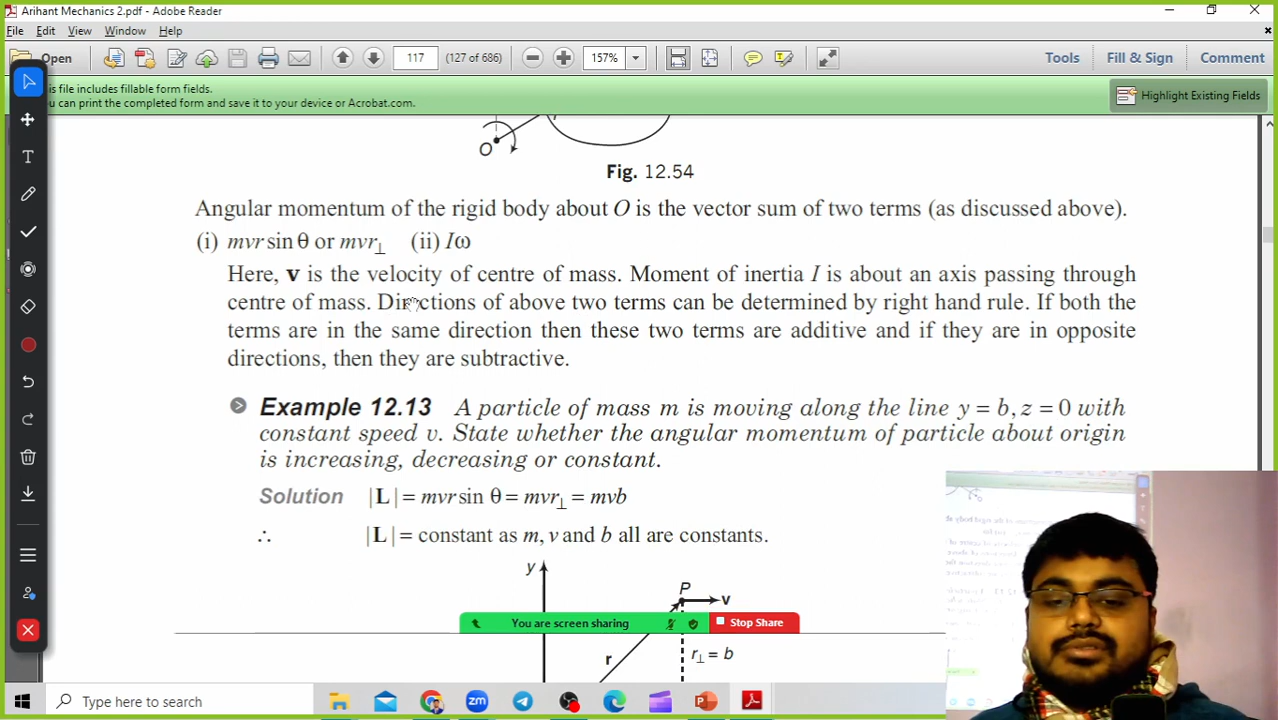 Arihant Mechanics 2.pdf - Adobe Reader
File Edit View Window Help
Open 117 (127 of 686) 157% Tools Fill & Sign Comment
is file includes fillable form fields.
u can print the completed form and save it to your device or Acrobat.com.
Highlight Existing Fields
O
Fig. 12.54
Angular momentum of the rigid body about O is the vector sum of two terms (as discussed above).
(i) mvr sin θ or mvr⊥ (ii) Iω
Here, v is the velocity of centre of mass. Moment of inertia I is about an axis passing through
centre of mass. Directions of above two terms can be determined by right hand rule. If both the
terms are in the same direction then these two terms are additive and if they are in opposite
directions, then they are subtractive.
Example 12.13 A particle of mass m is moving along the line y = b, z = 0 with
constant speed v. State whether the angular momentum of particle about origin
is increasing, decreasing or constant.
Solution |L| = mvr sin θ = mvr⊥ = mvb
∴ |L| = constant as m, v and b all are constants.
y
P
v
You are screen sharing Stop Share
r
r⊥ = b
Type here to search